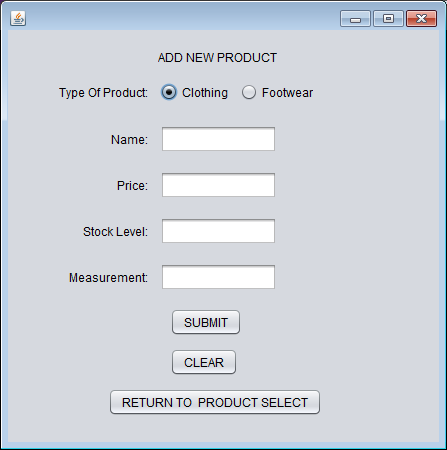 ADD NEW PRODUCT
Type Of Product: Clothing Footwear
Name:
Price:
Stock Level:
Measurement:
SUBMIT
CLEAR
RETURN TO PRODUCT SELECT